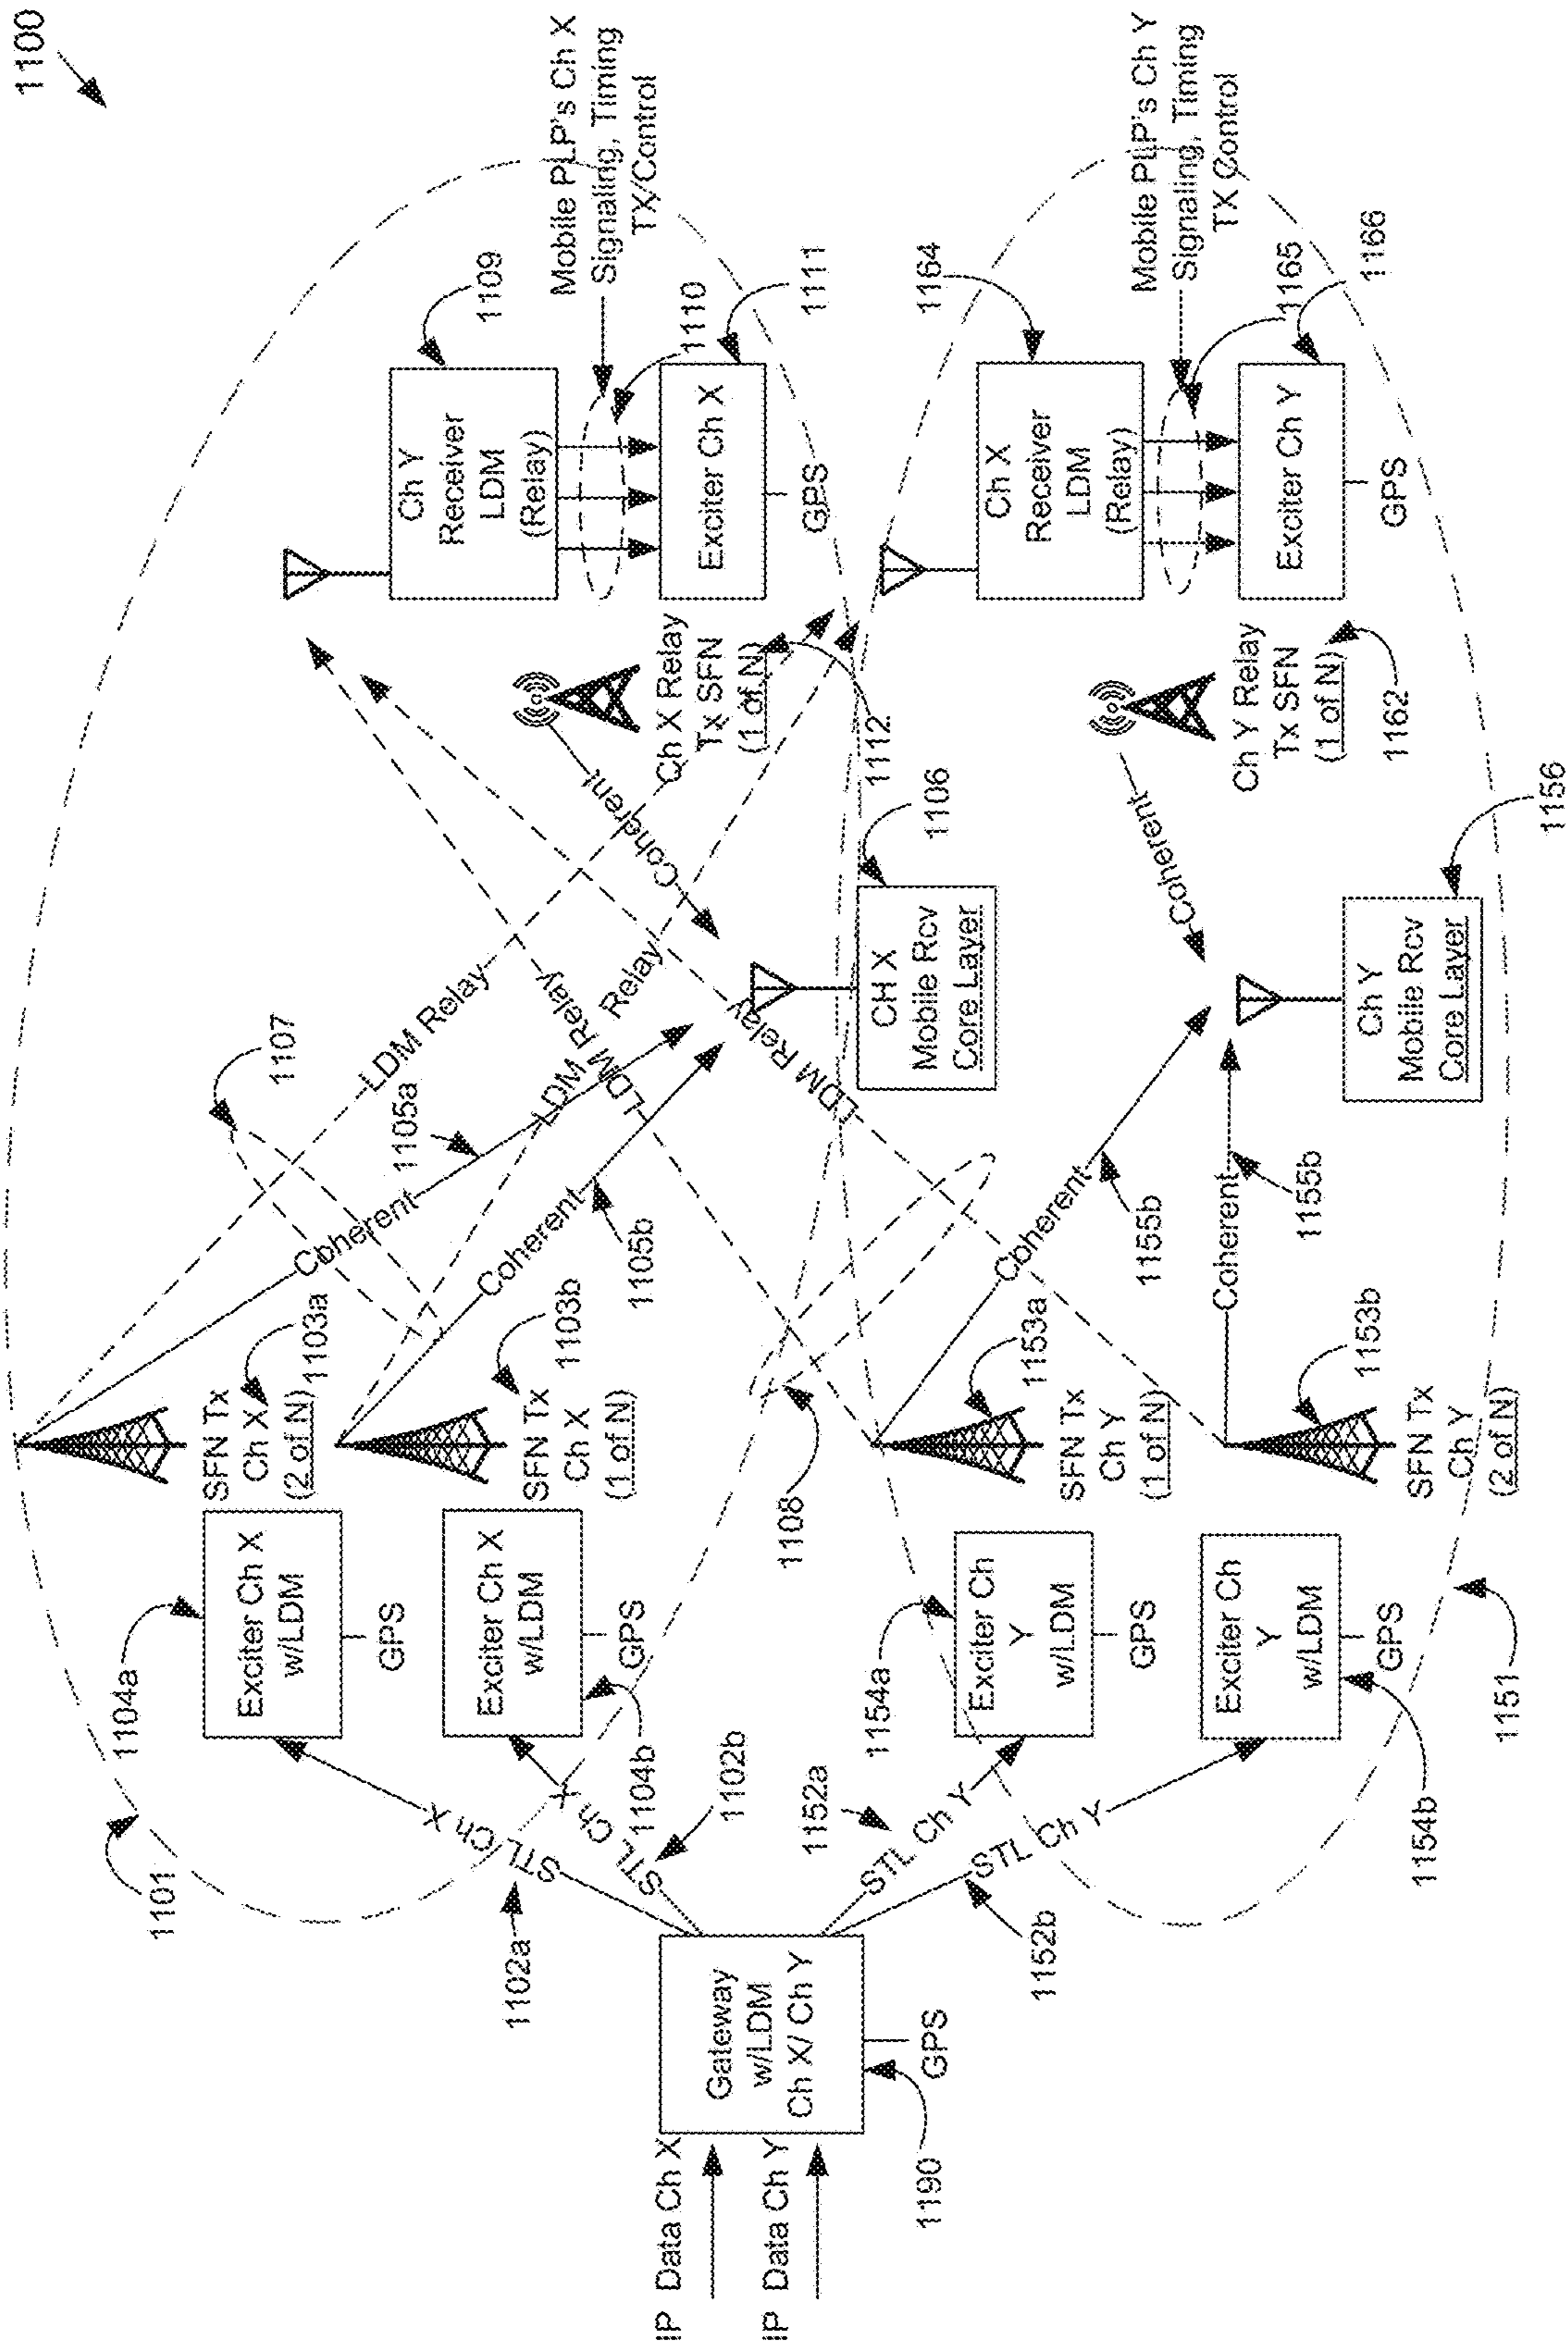 1100
1101
1104a
Exciter Ch X
w/LDM
GPS
SFN Tx
Ch X
(2 of N)
1103a
1107
Coherent
1105a
LDM Relay
Ch Y
Receiver
LDM
(Relay)
1109
Mobile PLP's Ch X
Signaling, Timing
TX/Control
1110
Exciter Ch X
1111
GPS
1102a
STL Ch X
STL Ch X
1102b
Exciter Ch X
w/LDM
GPS
1104b
SFN Tx
Ch X
(1 of N)
1103b
Coherent
1105b
LDM Relay
LDM Relay
LDM Relay
Coherent
Ch X Relay
Tx SFN
(1 of N)
1112
CH X
Mobile Rcv
Core Layer
1106
IP Data Ch X
IP Data Ch Y
Gateway
w/LDM
Ch X/ Ch Y
GPS
1190
1108
1152a
STL Ch Y
STL Ch Y
1152b
1154a
Exciter Ch
Y
w/LDM
GPS
SFN Tx
Ch Y
(1 of N)
1153a
Coherent
1155b
1164
Ch X
Receiver
LDM
(Relay)
Mobile PLP's Ch Y
Signaling, Timing
TX Control
1165
Exciter Ch Y
1166
GPS
Exciter Ch
Y
w/LDM
GPS
1154b
1151
SFN Tx
Ch Y
(2 of N)
1153b
Coherent
1155b
Coherent
Ch Y Relay
Tx SFN
(1 of N)
1162
Ch Y
Mobile Rcv
Core Layer
1156